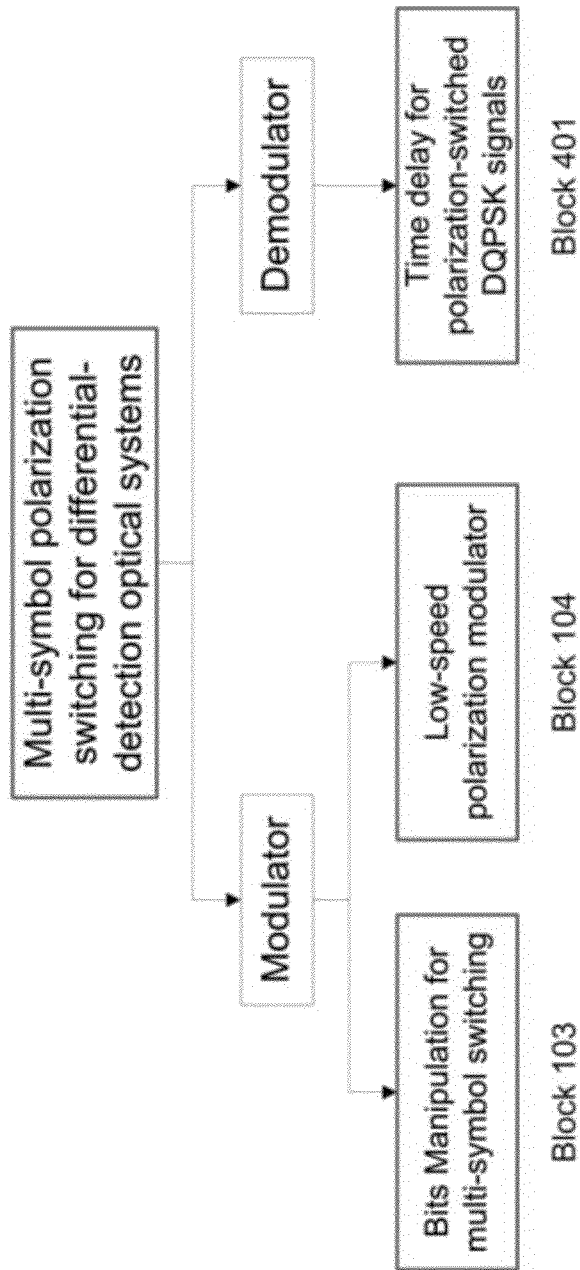 Multi-symbol polarization
switching for differential-
detection optical systems
Modulator
Demodulator
Bits Manipulation for
multi-symbol switching
Low-speed
polarization modulator
Time delay for
polarization-switched
DQPSK signals
Block 103
Block 104
Block 401